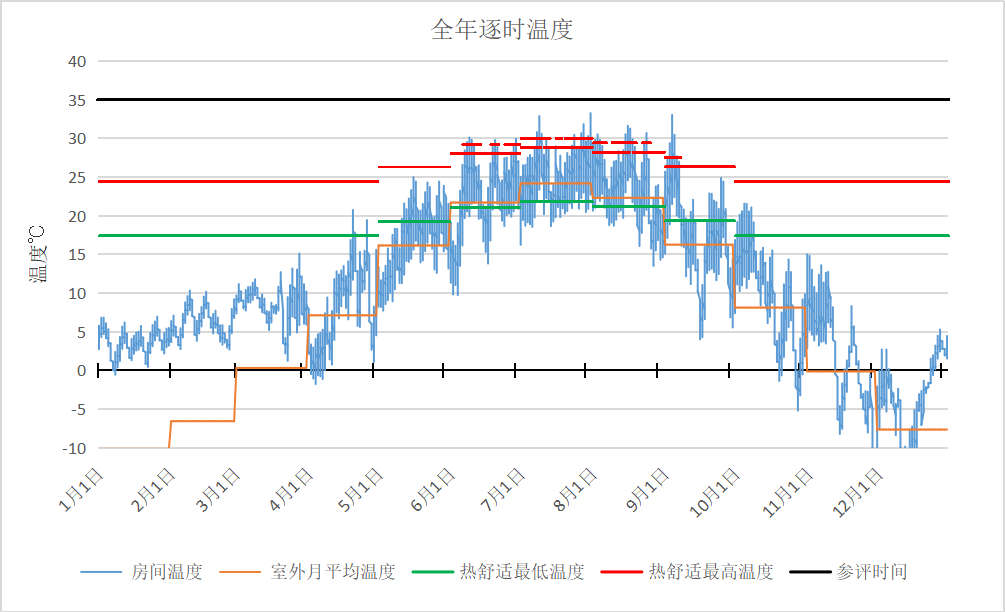 全年逐时温度
40
35
30
25
20
15
10
5
0
-5
-10
温度℃
1月1日
2月1日
3月1日
4月1日
5月1日
6月1日
7月1日
8月1日
9月1日
10月1日
11月1日
12月1日
房间温度 室外月平均温度 热舒适最低温度 热舒适最高温度 参评时间